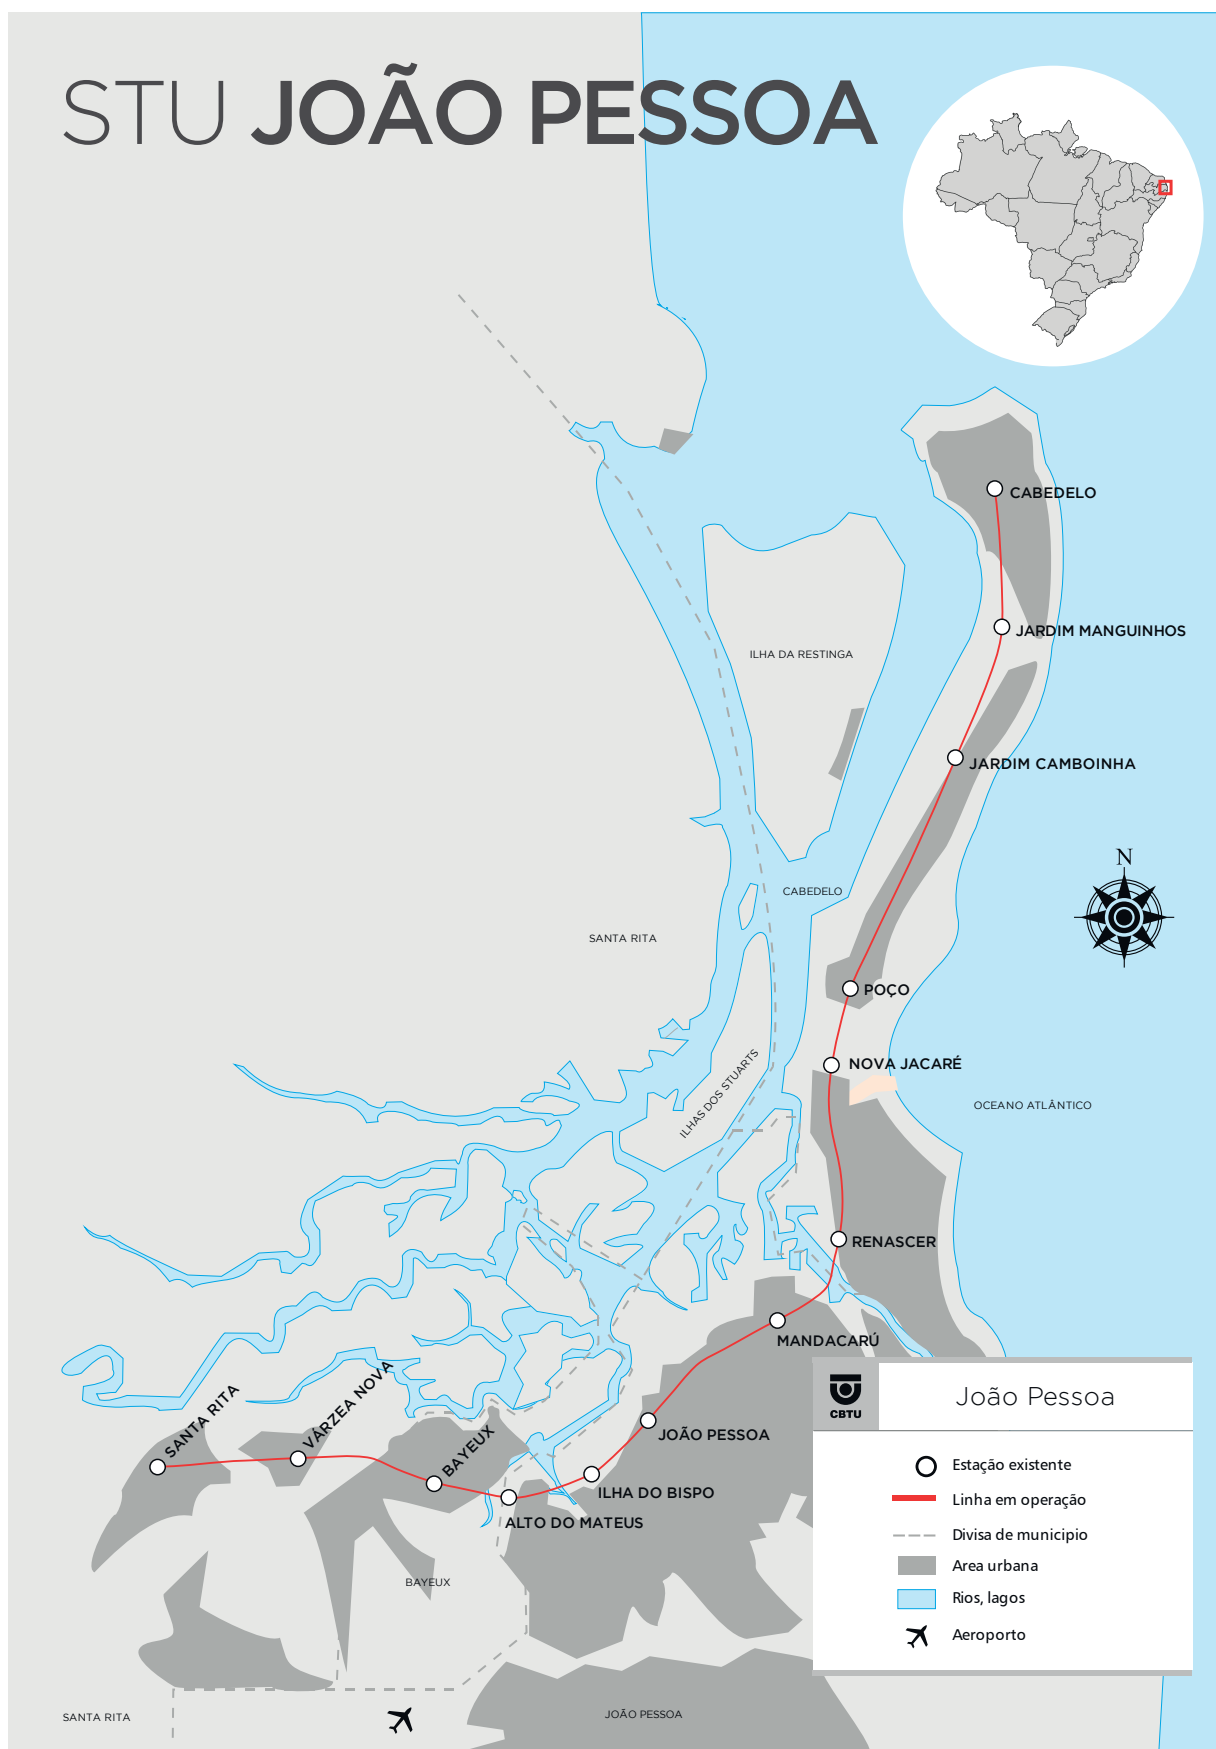 STU JOÃO PESSOA
CABEDELO
JARDIM MANGUINHOS
ILHA DA RESTINGA
JARDIM CAMBOINHA
N
CABEDELO
SANTA RITA
POÇO
NOVA JACARÉ
ILHAS DOS STUARTS
OCEANO ATLÂNTICO
RENASCER
MANDACARÚ
SANTA RITA
VÁRZEA NOVA
BAYEUX
JOÃO PESSOA
ILHA DO BISPO
ALTO DO MATEUS
BAYEUX
CBTU
João Pessoa
Estação existente
Linha em operação
Divisa de municipio
Area urbana
Rios, lagos
Aeroporto
SANTA RITA
JOÃO PESSOA